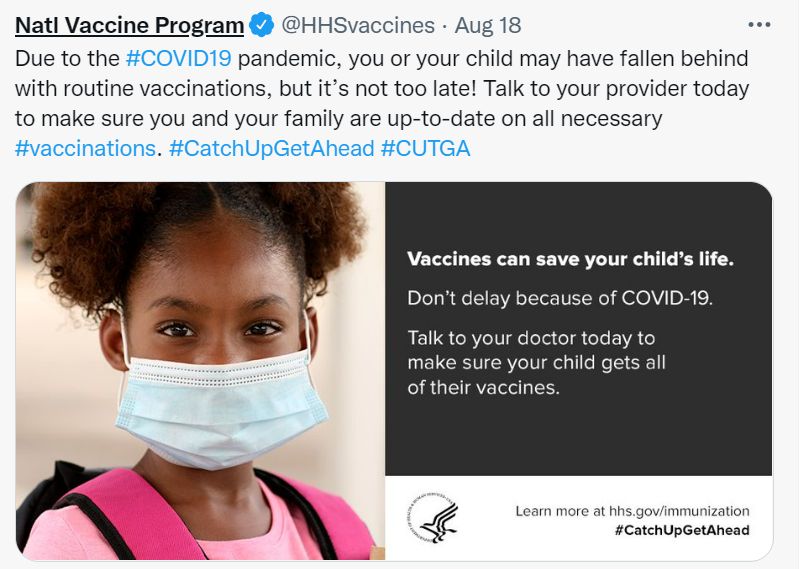 Natl Vaccine Program @HHSvaccines · Aug 18
Due to the #COVID19 pandemic, you or your child may have fallen behind
with routine vaccinations, but it’s not too late! Talk to your provider today
to make sure you and your family are up-to-date on all necessary
#vaccinations. #CatchUpGetAhead #CUTGA
Vaccines can save your child’s life.
Don’t delay because of COVID-19.
Talk to your doctor today to
make sure your child gets all
of their vaccines.
Learn more at hhs.gov/immunization
#CatchUpGetAhead